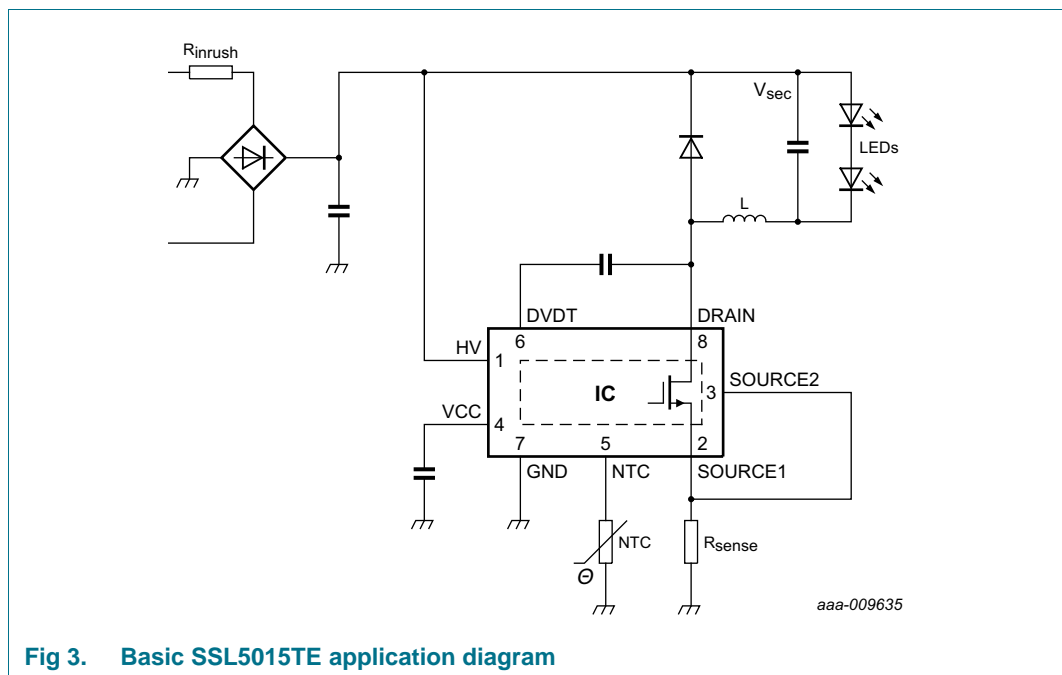 Rinrush
Vsec
LEDs
L
DVDT
DRAIN
6
8
HV
1
SOURCE2
3
IC
VCC
4
7
5
2
GND
NTC
SOURCE1
NTC
Θ
Rsense
aaa-009635
Fig 3. Basic SSL5015TE application diagram